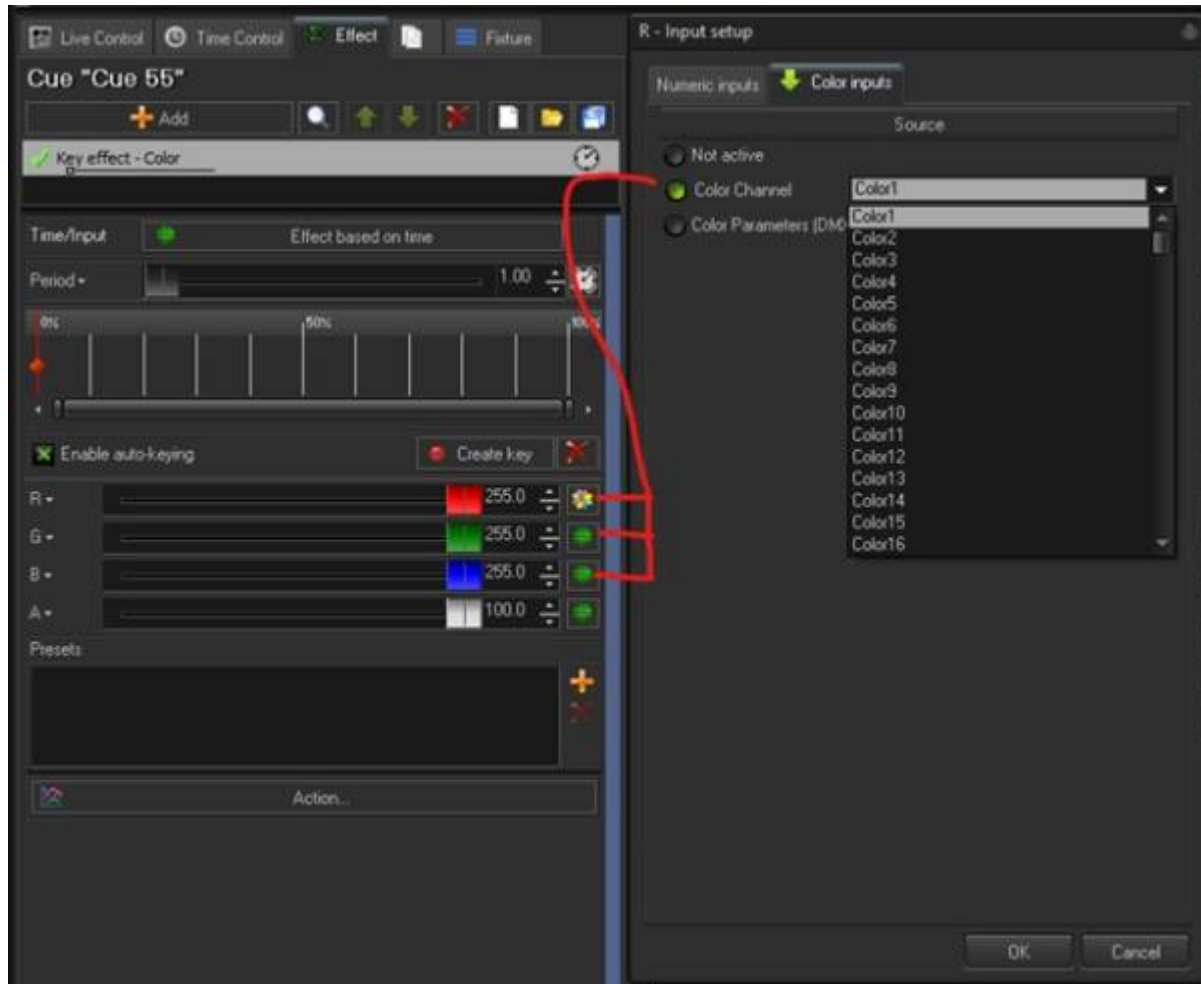 Live Control Time Control Effect Fixture
Cue "Cue 55"
Add
Key effect - Color
Time/Input Effect based on time
Period 1.00
0% 50% 100%
Enable auto-keying Create key
R 255.0
G 255.0
B 255.0
A 100.0
Presets
Action...
R - Input setup
Numeric inputs Color inputs
Source
Not active
Color Channel Color1
Color Parameters (DM
Color1
Color2
Color3
Color4
Color5
Color6
Color7
Color8
Color9
Color10
Color11
Color12
Color13
Color14
Color15
Color16
OK Cancel